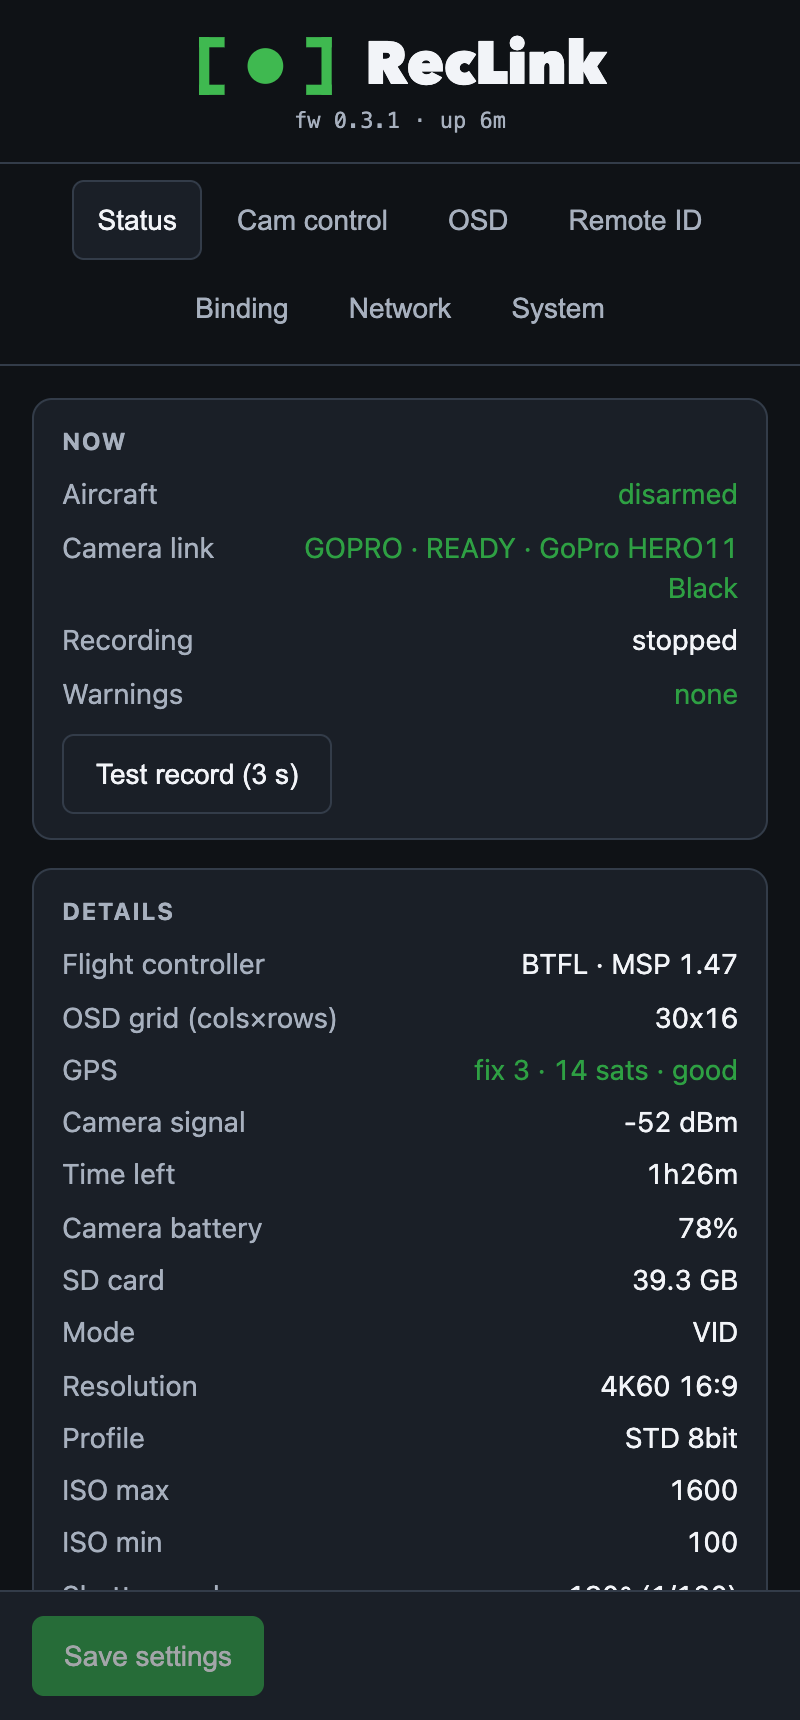 [ ● ] RecLink
fw 0.3.1 · up 6m
Status Cam control OSD Remote ID
Binding Network System
NOW
Aircraft disarmed
Camera link GOPRO · READY · GoPro HERO11
Black
Recording stopped
Warnings none
Test record (3 s)
DETAILS
Flight controller BTFL · MSP 1.47
OSD grid (cols×rows) 30x16
GPS fix 3 · 14 sats · good
Camera signal -52 dBm
Time left 1h26m
Camera battery 78%
SD card 39.3 GB
Mode VID
Resolution 4K60 16:9
Profile STD 8bit
ISO max 1600
ISO min 100
Save settings